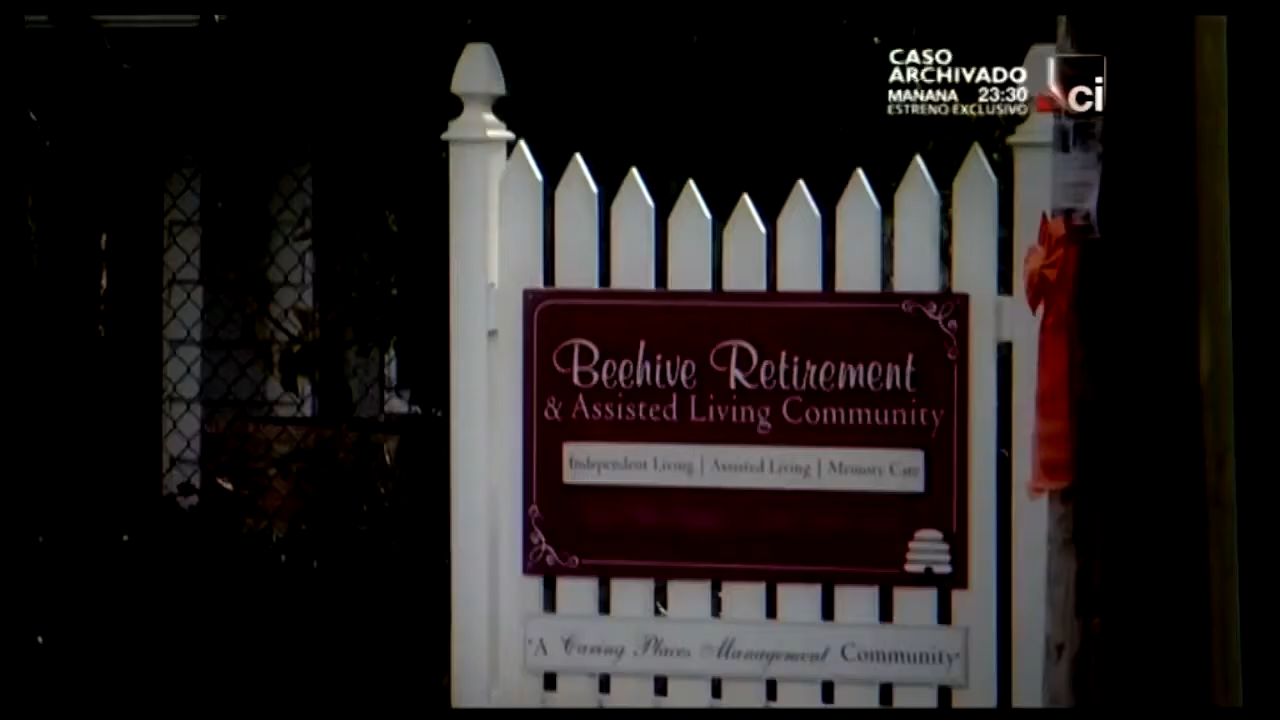 CASO
ARCHIVADO
MAÑANA 23:30
ESTRENO EXCLUSIVO
ci
Beehive Retirement
& Assisted Living Community
Independent Living | Assisted Living | Memory Care
"A Caring Places Management Community"